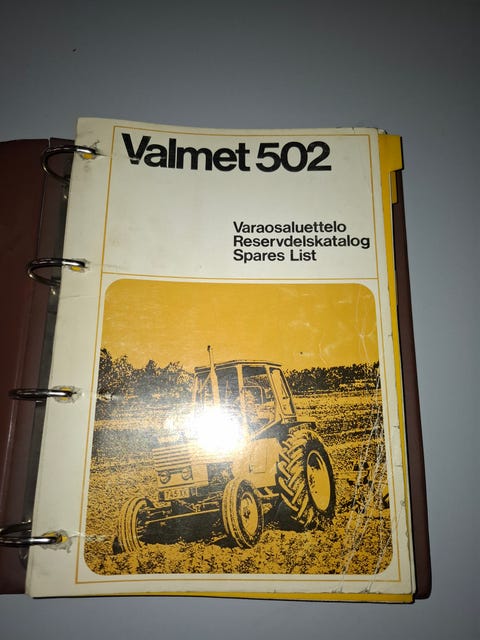 Valmet 502
Varaosaluettelo
Reservdelskatalog
Spares List